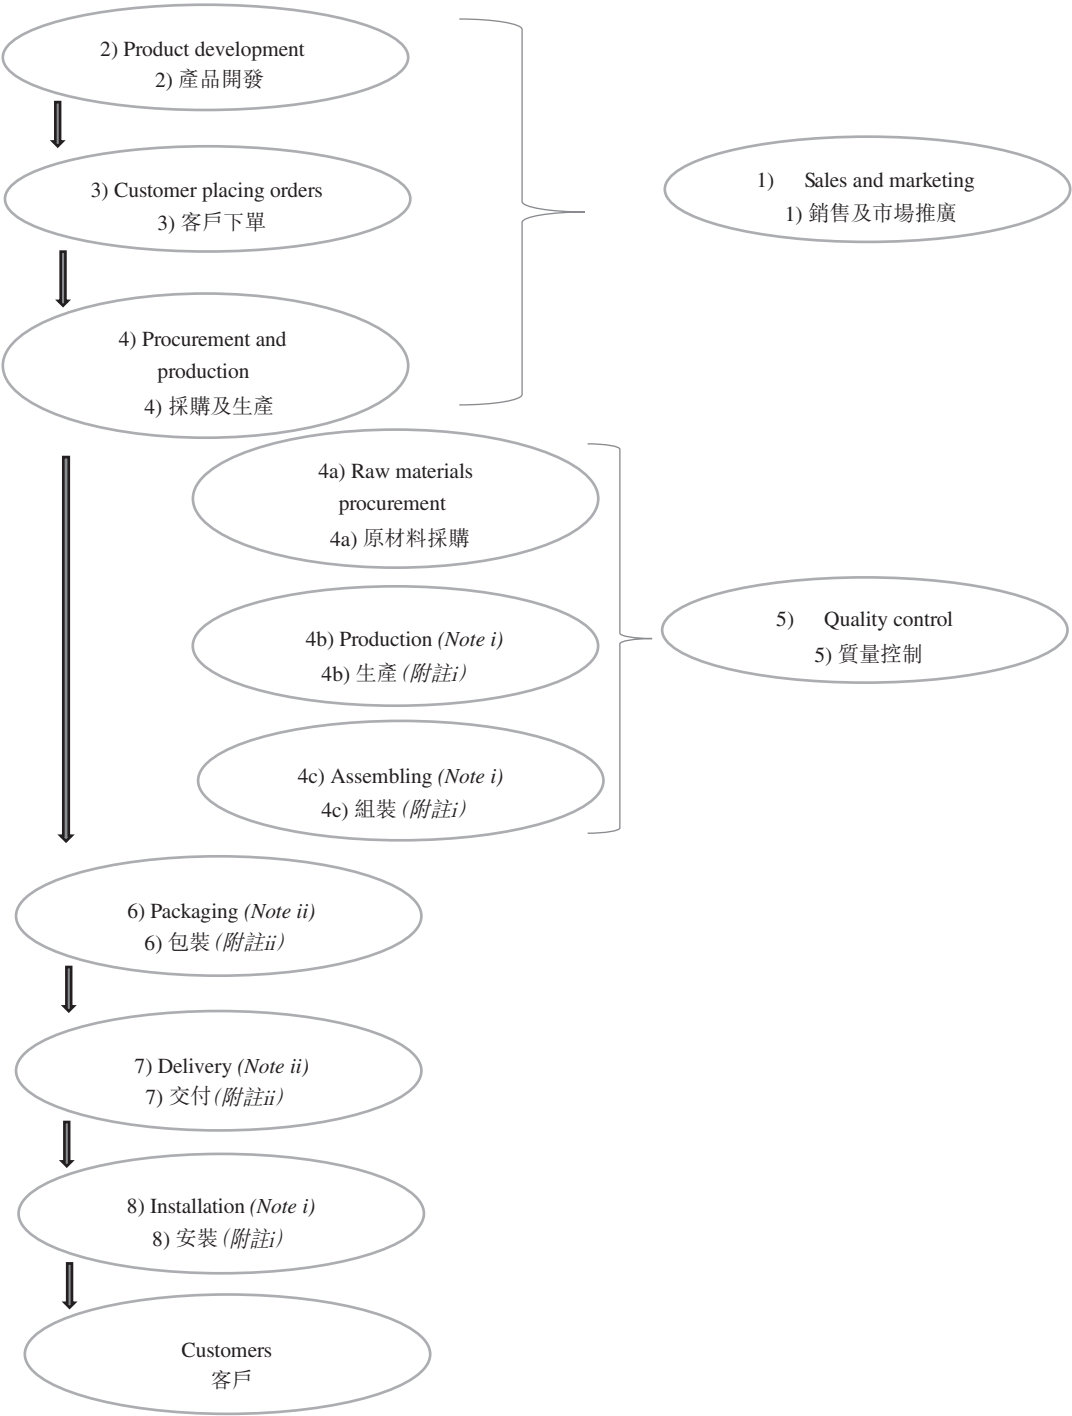 2) Product development
2) 產品開發
3) Customer placing orders
3) 客戶下單
1) Sales and marketing
1) 銷售及市場推廣
4) Procurement and
production
4) 採購及生產
4a) Raw materials
procurement
4a) 原材料採購
4b) Production (Note i)
4b) 生產(附註i)
4c) Assembling (Note i)
4c) 組裝(附註i)
5) Quality control
5) 質量控制
6) Packaging (Note ii)
6) 包裝(附註ii)
7) Delivery (Note ii)
7) 交付(附註ii)
8) Installation (Note i)
8) 安裝(附註i)
Customers
客戶